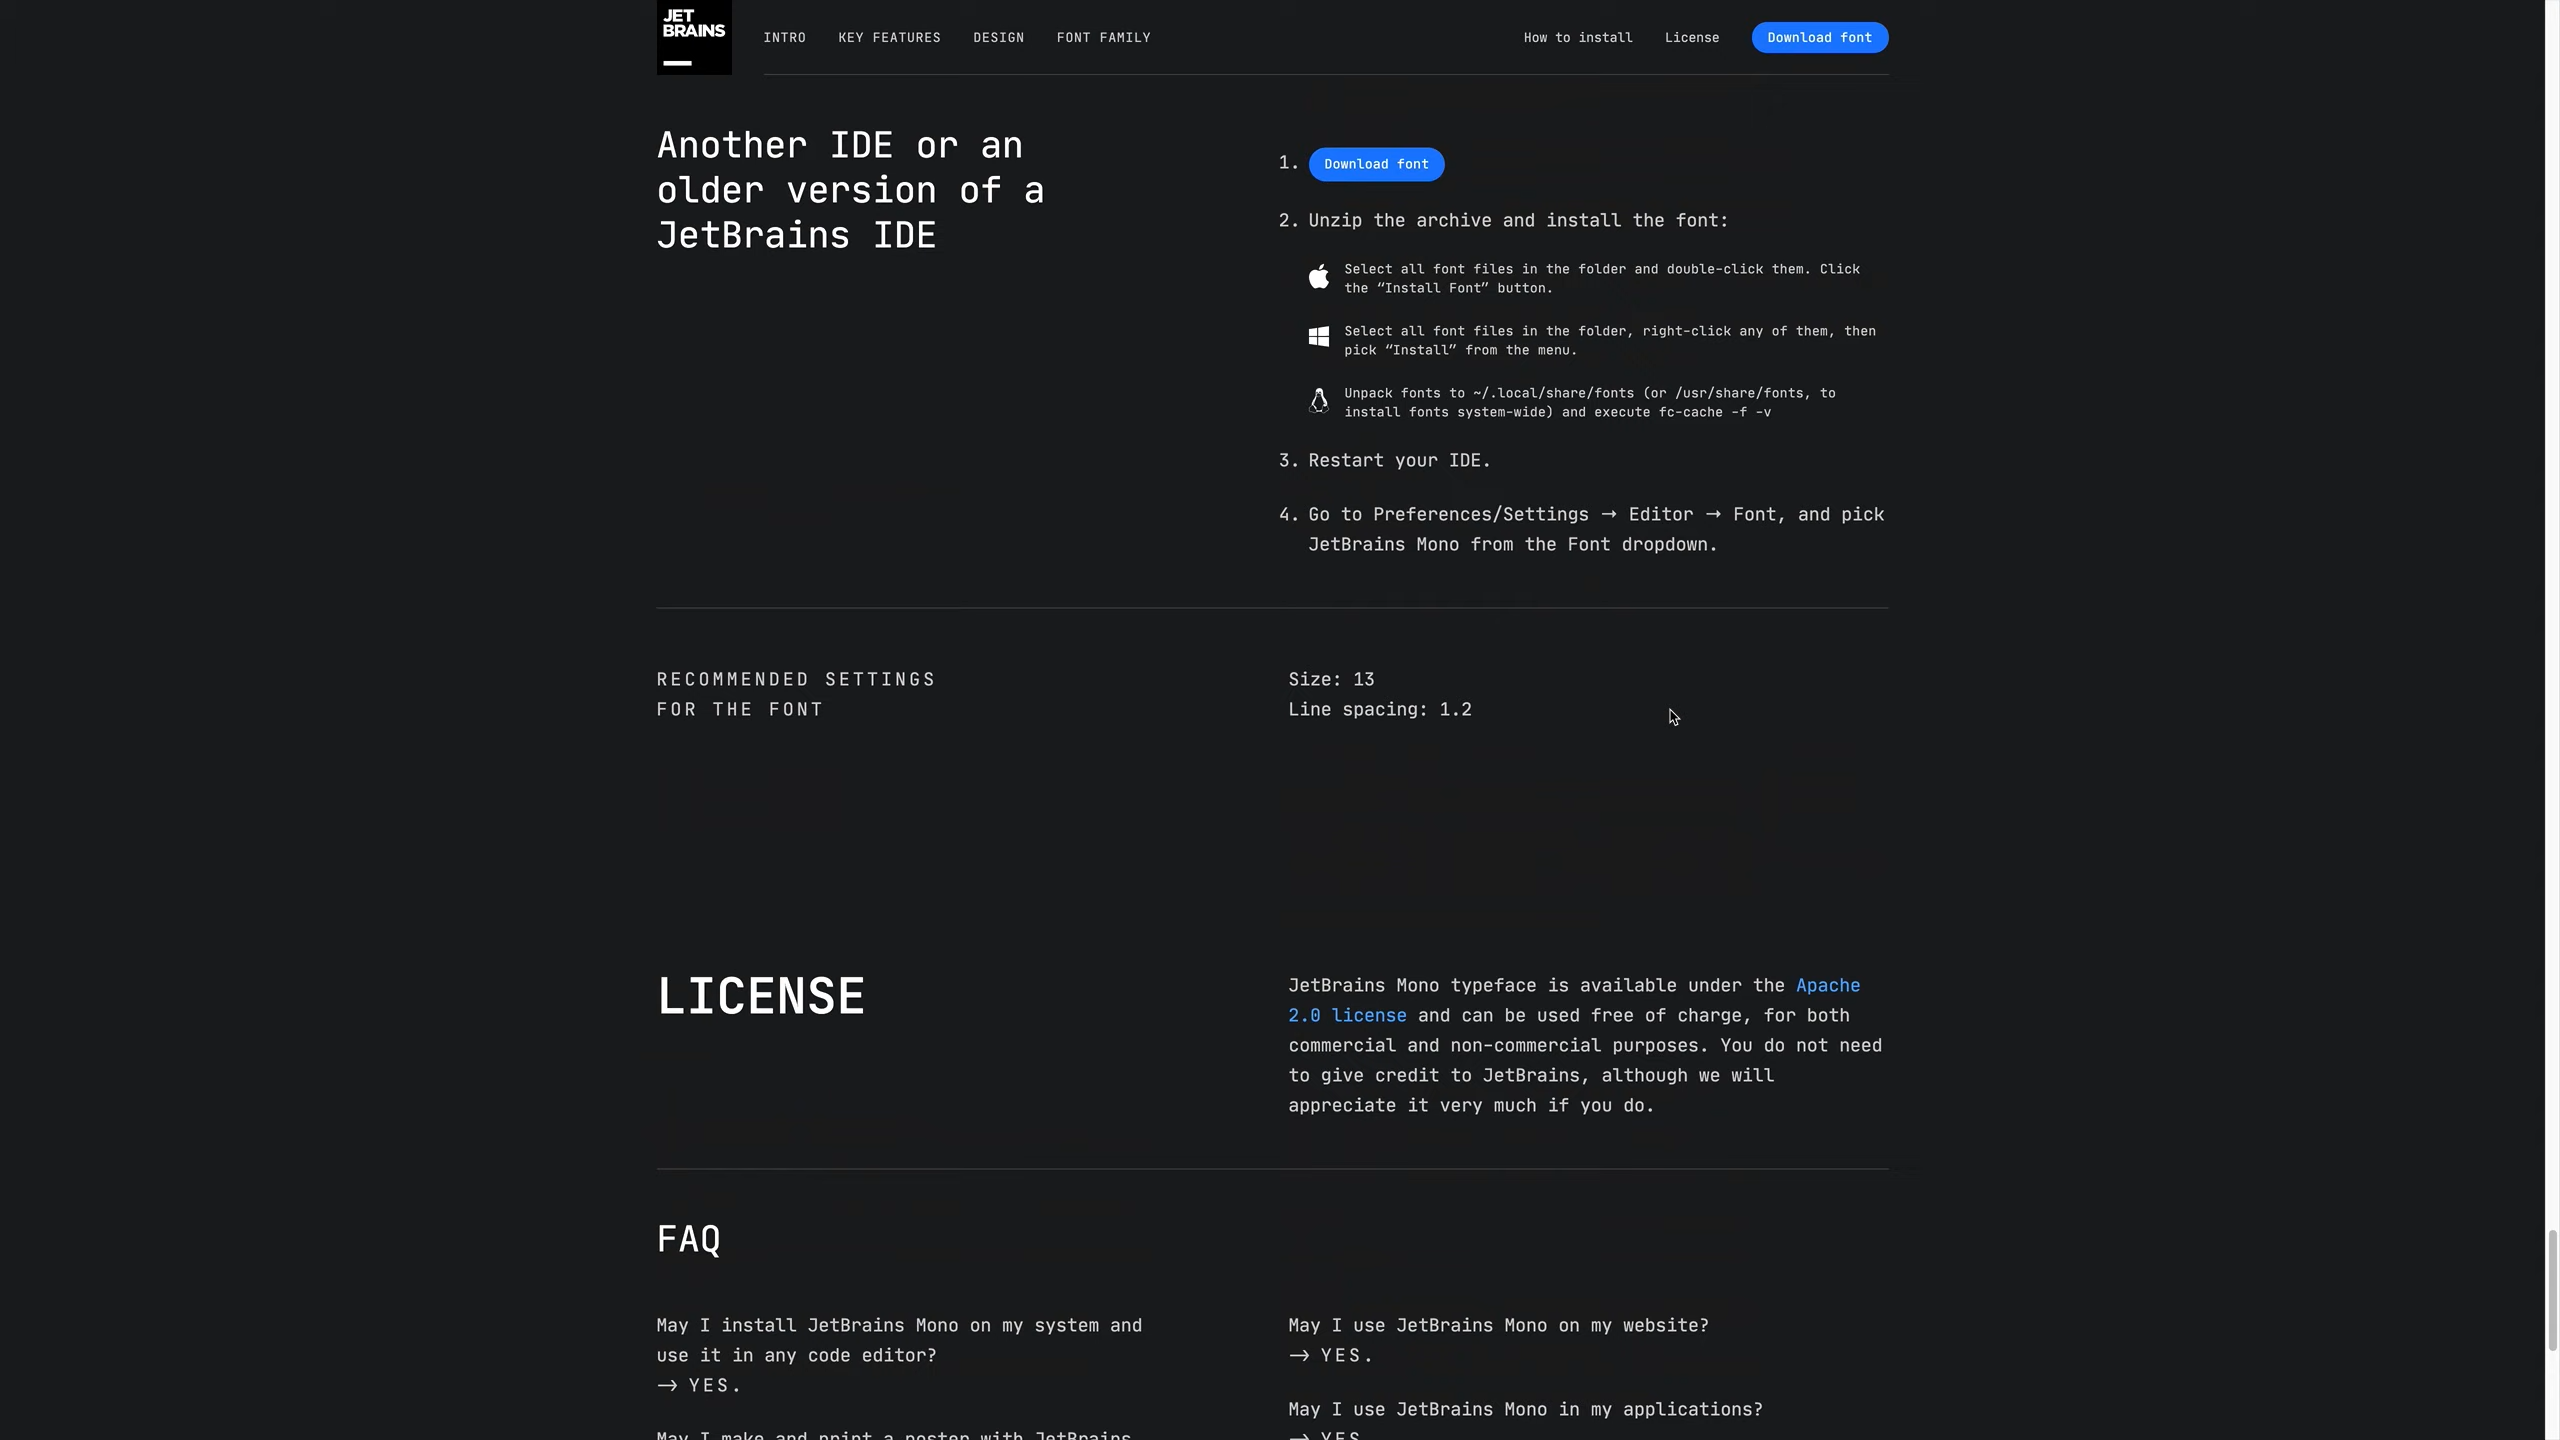 JET
BRAINS
INTRO
KEY FEATURES
DESIGN
FONT FAMILY
How to install
License
Download font
Another IDE or an
older version of a
JetBrains IDE
1. Download font
2. Unzip the archive and install the font:
Select all font files in the folder and double-click them. Click
the “Install Font” button.
Select all font files in the folder, right-click any of them, then
pick “Install” from the menu.
Unpack fonts to ~/.local/share/fonts (or /usr/share/fonts, to
install fonts system-wide) and execute fc-cache -f -v
3. Restart your IDE.
4. Go to Preferences/Settings → Editor → Font, and pick
JetBrains Mono from the Font dropdown.
RECOMMENDED SETTINGS
FOR THE FONT
Size: 13
Line spacing: 1.2
LICENSE
JetBrains Mono typeface is available under the Apache
2.0 license and can be used free of charge, for both
commercial and non-commercial purposes. You do not need
to give credit to JetBrains, although we will
appreciate it very much if you do.
FAQ
May I install JetBrains Mono on my system and
use it in any code editor?
→ YES.
May I make and print a poster with JetBrains
May I use JetBrains Mono on my website?
→ YES.
May I use JetBrains Mono in my applications?
→ YES